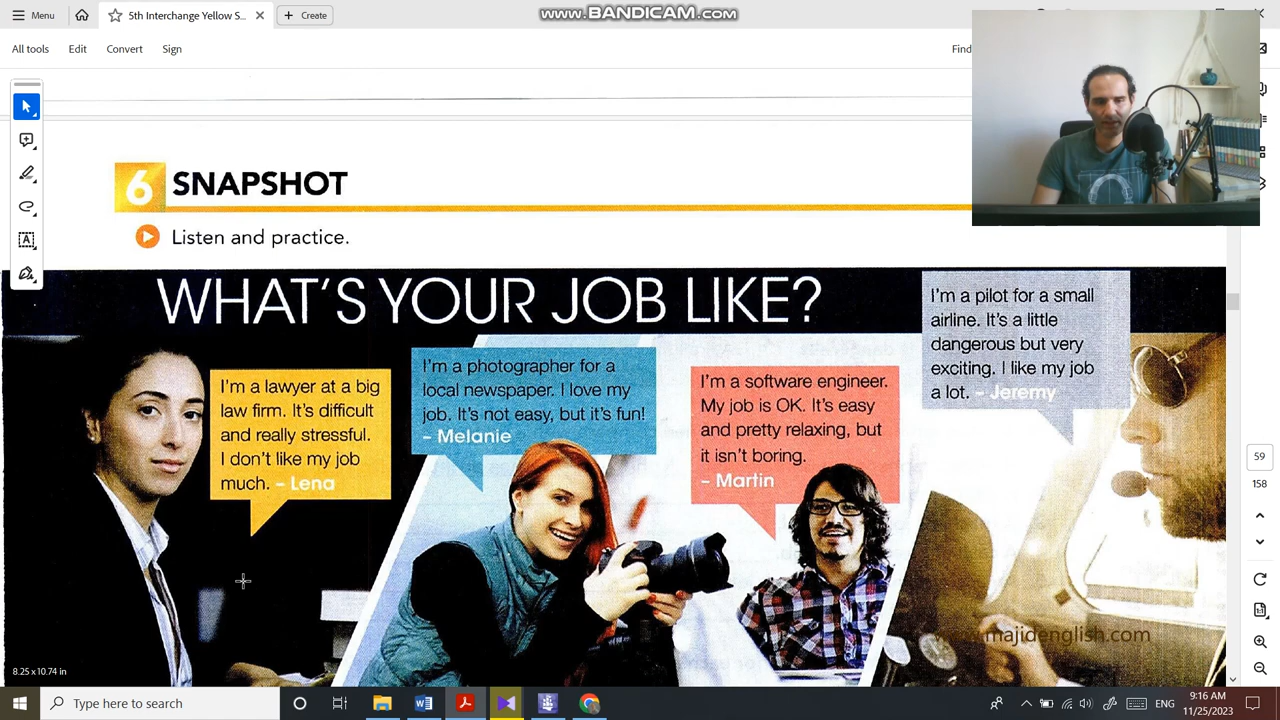 Menu
5th Interchange Yellow S...
Create
www.BANDICAM.com
All tools
Edit
Convert
Sign
Find
6 SNAPSHOT
Listen and practice.
WHAT'S YOUR JOB LIKE?
I'm a lawyer at a big
law firm. It's difficult
and really stressful.
I don't like my job
much. – Lena
I'm a photographer for a
local newspaper. I love my
job. It's not easy, but it's fun!
– Melanie
I'm a software engineer.
My job is OK. It's easy
and pretty relaxing, but
it isn't boring.
– Martin
I'm a pilot for a small
airline. It's a little
dangerous but very
exciting. I like my job
a lot. – Jeremy
majidenglish.com
59
158
8.25 x 10.74 in
Type here to search
ENG
9:16 AM
11/25/2023